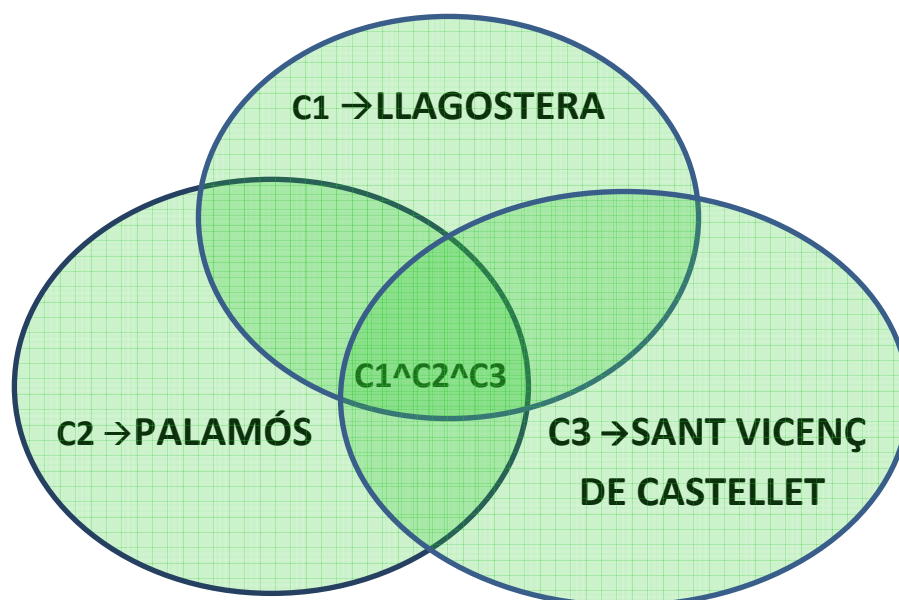 C1 →LLAGOSTERA
C1^C2^C3
C2 →PALAMÓS
C3 →SANT VICENÇ
DE CASTELLET